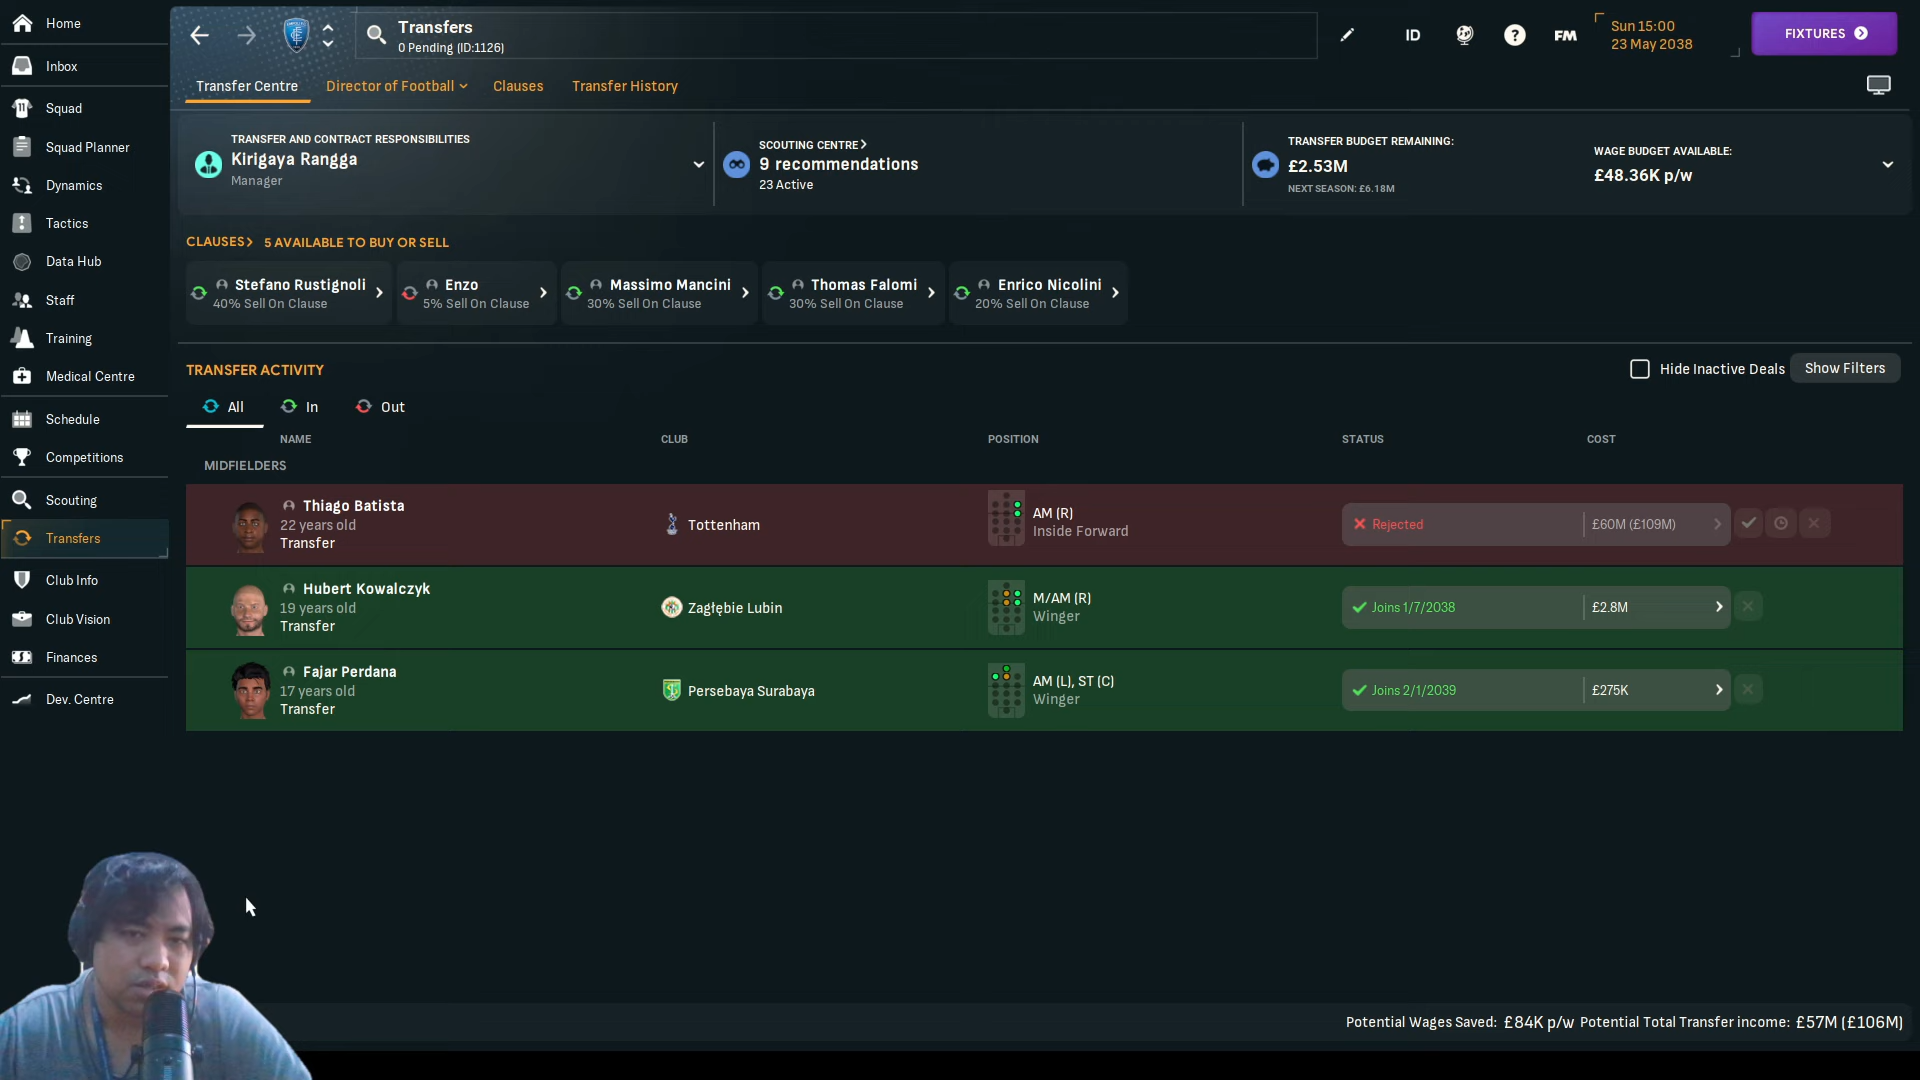 Home
Inbox
Squad
Squad Planner
Dynamics
Tactics
Data Hub
Staff
Training
Medical Centre
Schedule
Competitions
Scouting
Transfers
Club Info
Club Vision
Finances
Dev. Centre
Transfers
0 Pending (ID:1126)
ID
FM
Sun 15:00
23 May 2038
FIXTURES
Transfer Centre
Director of Football
Clauses
Transfer History
TRANSFER AND CONTRACT RESPONSIBILITIES
Kirigaya Rangga
Manager
SCOUTING CENTRE
9 recommendations
23 Active
TRANSFER BUDGET REMAINING:
£2.53M
NEXT SEASON: £6.18M
WAGE BUDGET AVAILABLE:
£48.36K p/w
CLAUSES 5 AVAILABLE TO BUY OR SELL
Stefano Rustignoli
40% Sell On Clause
Enzo
5% Sell On Clause
Massimo Mancini
30% Sell On Clause
Thomas Falomi
30% Sell On Clause
Enrico Nicolini
20% Sell On Clause
TRANSFER ACTIVITY
Hide Inactive Deals
Show Filters
All In Out
NAME CLUB POSITION STATUS COST
MIDFIELDERS
Thiago Batista
22 years old
Transfer
Tottenham
AM (R)
Inside Forward
Rejected
£60M (£109M)
Hubert Kowalczyk
19 years old
Transfer
Zagłębie Lubin
M/AM (R)
Winger
Joins 1/7/2038
£2.8M
Fajar Perdana
17 years old
Transfer
Persebaya Surabaya
AM (L), ST (C)
Winger
Joins 2/1/2039
£275K
Potential Wages Saved: £84K p/w Potential Total Transfer income: £57M (£106M)